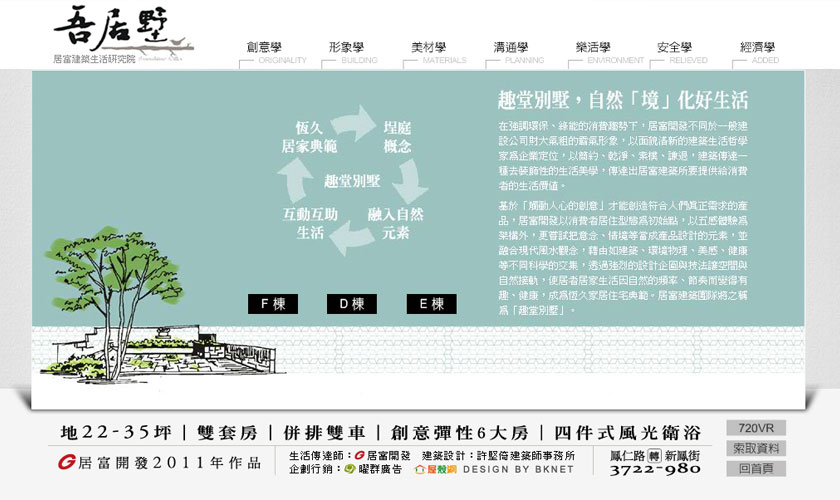 吾居墅
居富建築生活研究院
創意學 形象學 美材學 溝通學 樂活學 安全學 經濟學
ORIGINALITY BUILDING MATERIALS PLANNING ENVIRONMENT RELIEVED ADDED
恆久
居家典範
埕庭
概念
趣堂別墅
互動互助
生活
融入自然
元素
F 棟 D 棟 E 棟
趣堂別墅，自然「境」化好生活
在強調環保、綠能的消費趨勢下，居富開發不同於一般建
設公司財大氣粗的霸氣形象，以面貌清新的建築生活哲學
家為企業定位，以簡約、乾淨、素樸、謙遜，建築傳達一
種去裝飾性的生活美學，傳達出居富建築所要提供給消費
者的生活價值。
基於「觸動人心的創意」才能創造符合人們真正需求的產
品，居富開發以消費者居住型態為初始點，以五感體驗為
架構外，更嘗試把意念、情境等當成產品設計的元素，並
融合現代風水觀念，藉由如建築、環境物理、美感、健康
等不同科學的交集，透過強烈的設計企圖與技法讓空間與
自然接軌，使居者居家生活因自然的頻率、節奏而變得有
趣、健康，成為恆久家居住宅典範。居富建築團隊將之稱
為「趣堂別墅」。
地22-35坪｜雙套房｜併排雙車｜創意彈性6大房｜四件式風光衛浴
居富開發2011年作品
生活傳達師：居富開發 建築設計：許堅倚建築師事務所
企劃行銷：曜群廣告 屋殼網 DESIGN BY BKNET
鳳仁路 轉 新鳳街
3722-980
720VR
索取資料
回首頁